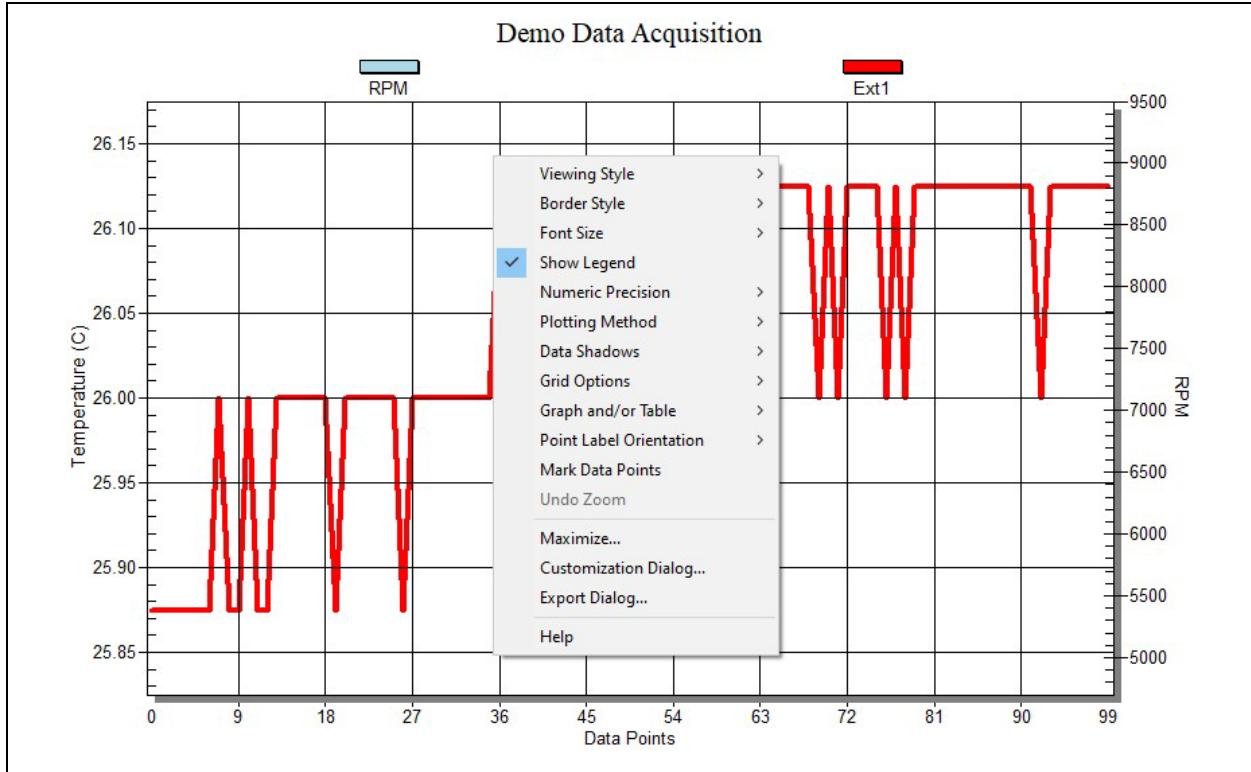 Demo Data Acquisition
RPM
Ext1
26.15
26.10
26.05
26.00
25.95
25.90
25.85
Temperature (C)
9500
9000
8500
8000
7500
7000
6500
6000
5500
5000
RPM
Viewing Style
Border Style
Font Size
Show Legend
Numeric Precision
Plotting Method
Data Shadows
Grid Options
Graph and/or Table
Point Label Orientation
Mark Data Points
Undo Zoom
Maximize...
Customization Dialog...
Export Dialog...
Help
0 9 18 27 36 45 54 63 72 81 90 99
Data Points